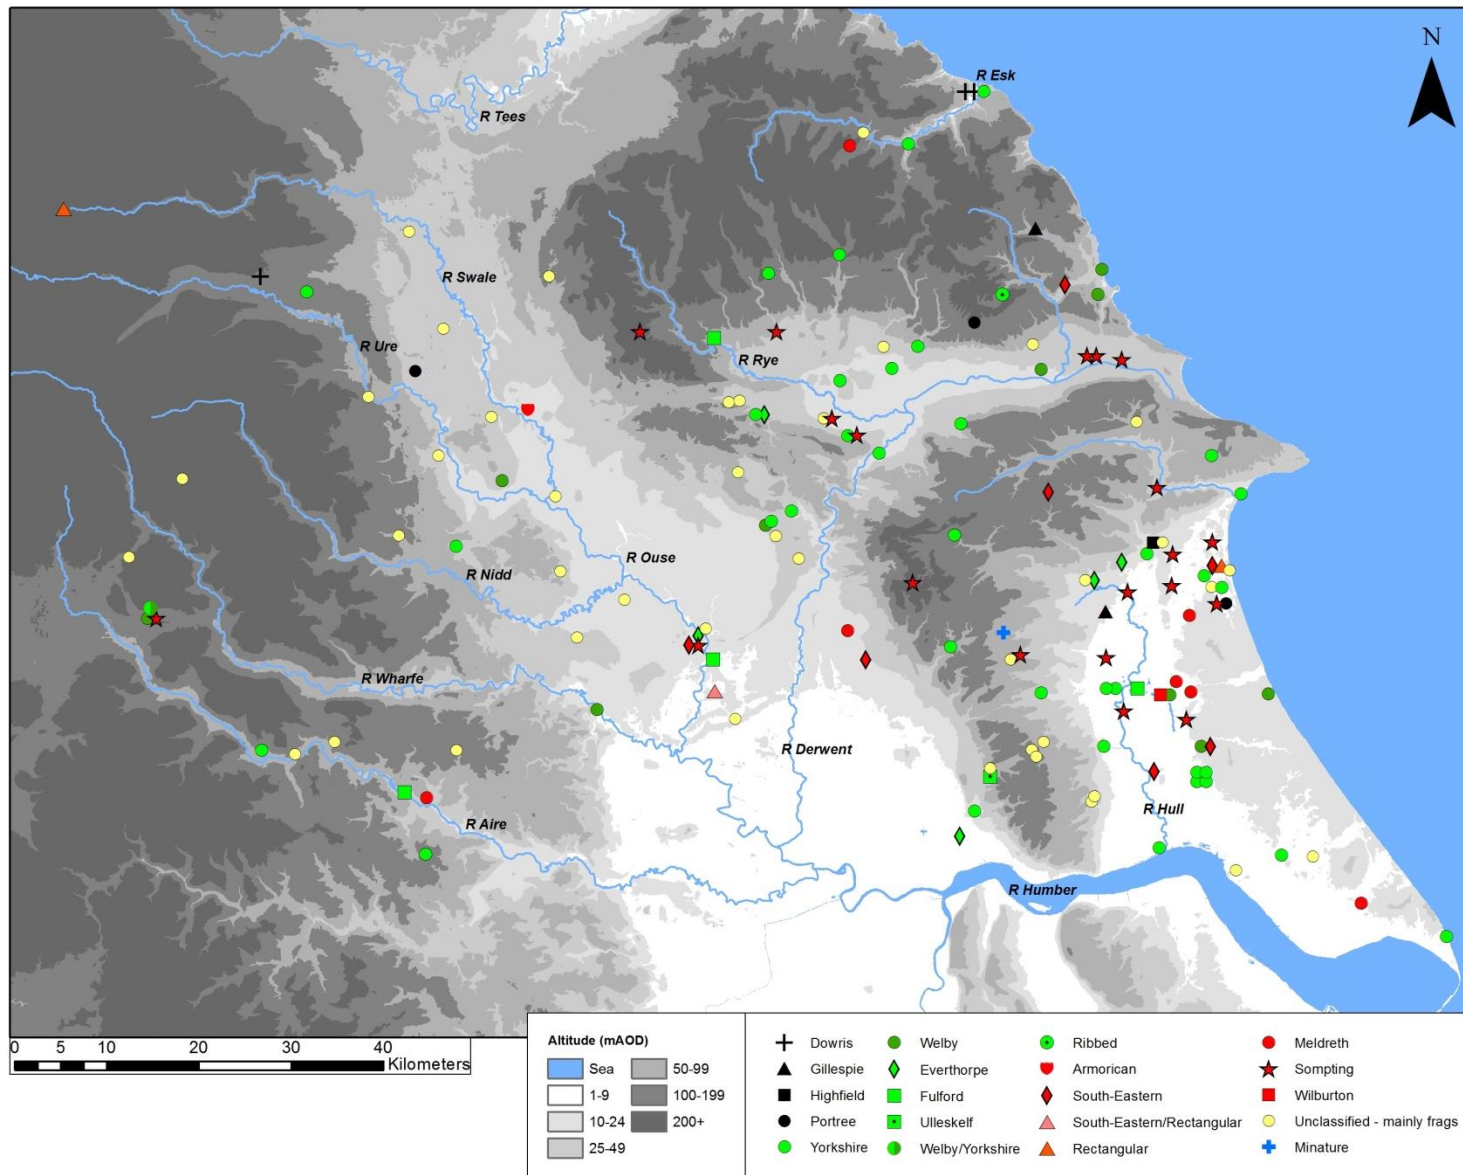 N
R Esk
R Tees
R Swale
R Ure
R Rye
R Ouse
R Nidd
R Wharfe
R Derwent
R Hull
R Aire
R Humber
0 5 10 20 30 40
Kilometers
Altitude (mAOD)
Sea
1-9
10-24
25-49
50-99
100-199
200+
Dowris
Gillespie
Highfield
Portree
Yorkshire
Welby
Everthorpe
Fulford
Ulleskelf
Welby/Yorkshire
Ribbed
Armorican
South-Eastern
South-Eastern/Rectangular
Rectangular
Meldreth
Sompting
Wilburton
Unclassified - mainly frags
Minature